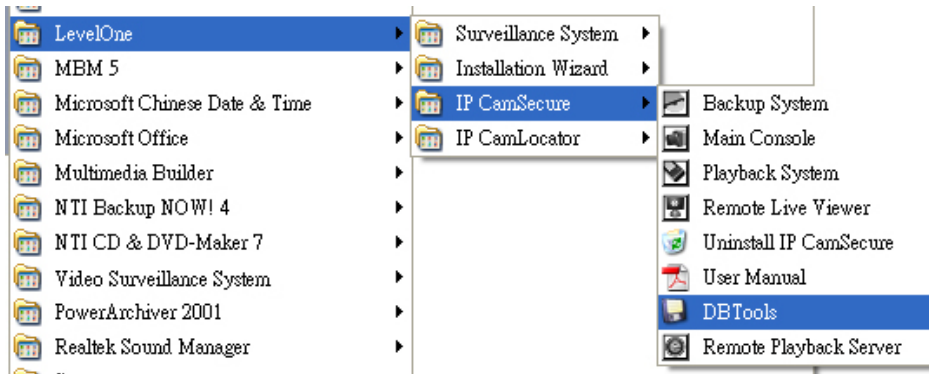 LevelOne
MBM 5
Microsoft Chinese Date & Time
Microsoft Office
Multimedia Builder
NTI Backup NOW! 4
NTI CD & DVD-Maker 7
Video Surveillance System
PowerArchiver 2001
Realtek Sound Manager
Surveillance System
Installation Wizard
IP CamSecure
IP CamLocator
Backup System
Main Console
Playback System
Remote Live Viewer
Uninstall IP CamSecure
User Manual
DBTools
Remote Playback Server